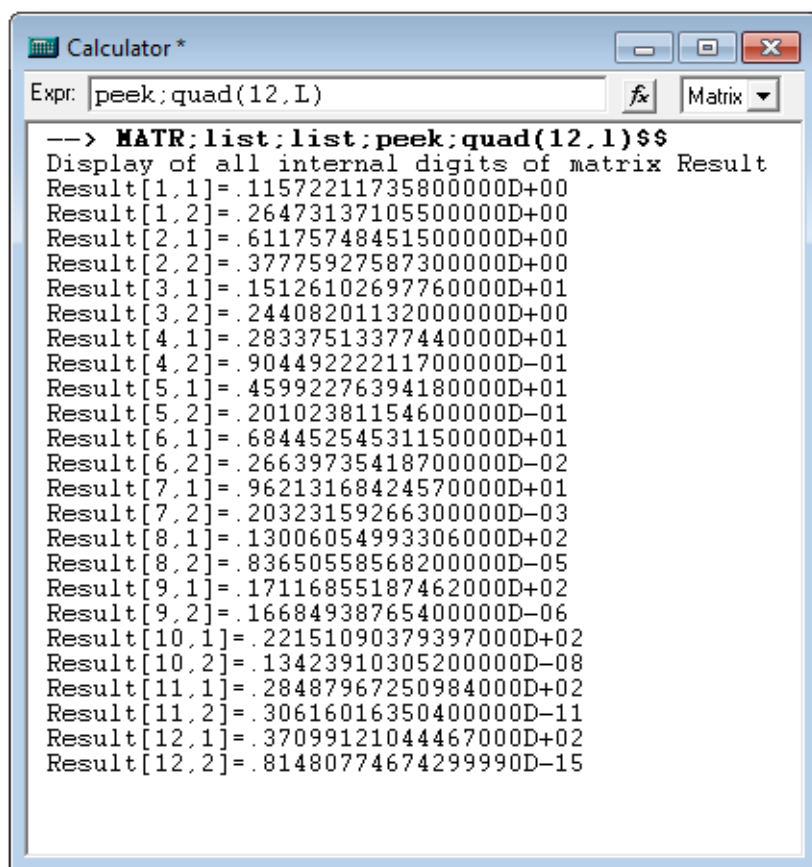 Calculator *
Expr: peek;quad(12,L) fx Matrix
--> MATR;list;list;peek;quad(12,l)$$
Display of all internal digits of matrix Result
Result[1,1]=.11572211735800000D+00
Result[1,2]=.26473137105500000D+00
Result[2,1]=.61175748451500000D+00
Result[2,2]=.37775927587300000D+00
Result[3,1]=.15126102697760000D+01
Result[3,2]=.24408201132000000D+00
Result[4,1]=.28337513377440000D+01
Result[4,2]=.90449222211700000D-01
Result[5,1]=.45992276394180000D+01
Result[5,2]=.20102381154600000D-01
Result[6,1]=.68445254531150000D+01
Result[6,2]=.26639735418700000D-02
Result[7,1]=.96213168424570000D+01
Result[7,2]=.20323159266300000D-03
Result[8,1]=.13006054993306000D+02
Result[8,2]=.83650558568200000D-05
Result[9,1]=.17116855187462000D+02
Result[9,2]=.16684938765400000D-06
Result[10,1]=.22151090379397000D+02
Result[10,2]=.13423910305200000D-08
Result[11,1]=.28487967250984000D+02
Result[11,2]=.30616016350400000D-11
Result[12,1]=.37099121044467000D+02
Result[12,2]=.81480774674299990D-15